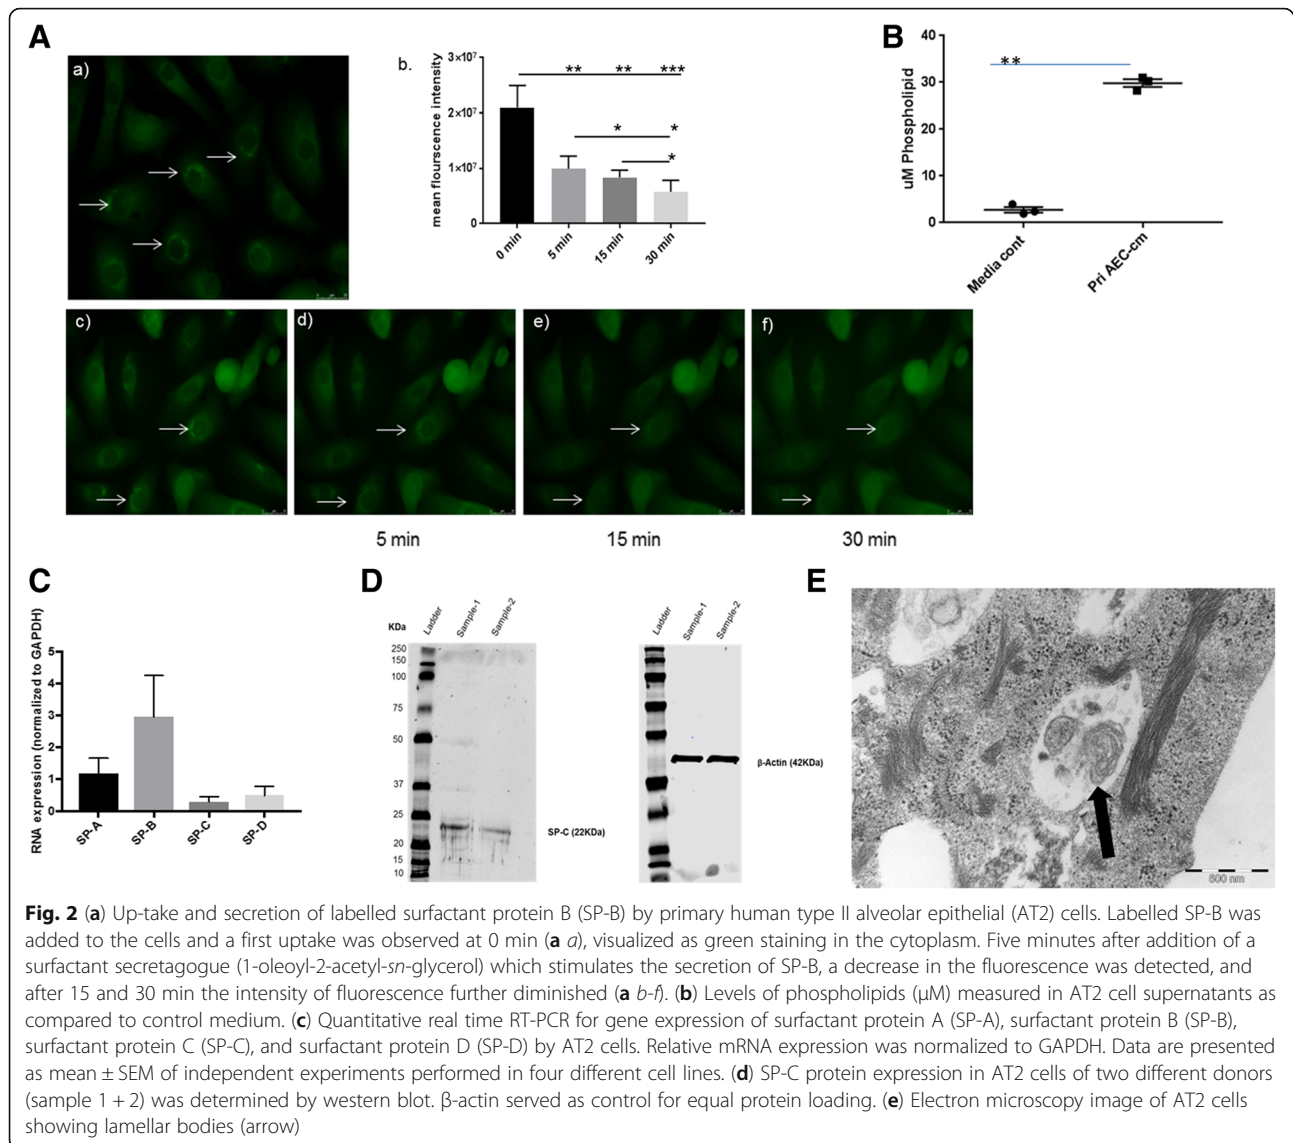 A
a)
b.
mean flourscence intensity
3×10⁷
2×10⁷
1×10⁷
0
** ** ***
* *
*
0 min
5 min
15 min
30 min
B
uM Phospholipid
40
30
20
10
0
**
Media cont
Pri AEC-cm
c)
d)
e)
f)
5 min
15 min
30 min
C
RNA expression (normalized to GAPDH)
5
4
3
2
1
0
SP-A
SP-B
SP-C
SP-D
D
KDa
Ladder
Sample-1
Sample-2
250
150
100
75
50
37
25
20
15
10
SP-C (22KDa)
Ladder
Sample-1
Sample-2
β-Actin (42KDa)
E
500 nm
Fig. 2 (a) Up-take and secretion of labelled surfactant protein B (SP-B) by primary human type II alveolar epithelial (AT2) cells. Labelled SP-B was
added to the cells and a first uptake was observed at 0 min (a a), visualized as green staining in the cytoplasm. Five minutes after addition of a
surfactant secretagogue (1-oleoyl-2-acetyl-sn-glycerol) which stimulates the secretion of SP-B, a decrease in the fluorescence was detected, and
after 15 and 30 min the intensity of fluorescence further diminished (a b-f). (b) Levels of phospholipids (μM) measured in AT2 cell supernatants as
compared to control medium. (c) Quantitative real time RT-PCR for gene expression of surfactant protein A (SP-A), surfactant protein B (SP-B),
surfactant protein C (SP-C), and surfactant protein D (SP-D) by AT2 cells. Relative mRNA expression was normalized to GAPDH. Data are presented
as mean ± SEM of independent experiments performed in four different cell lines. (d) SP-C protein expression in AT2 cells of two different donors
(sample 1 + 2) was determined by western blot. β-actin served as control for equal protein loading. (e) Electron microscopy image of AT2 cells
showing lamellar bodies (arrow)